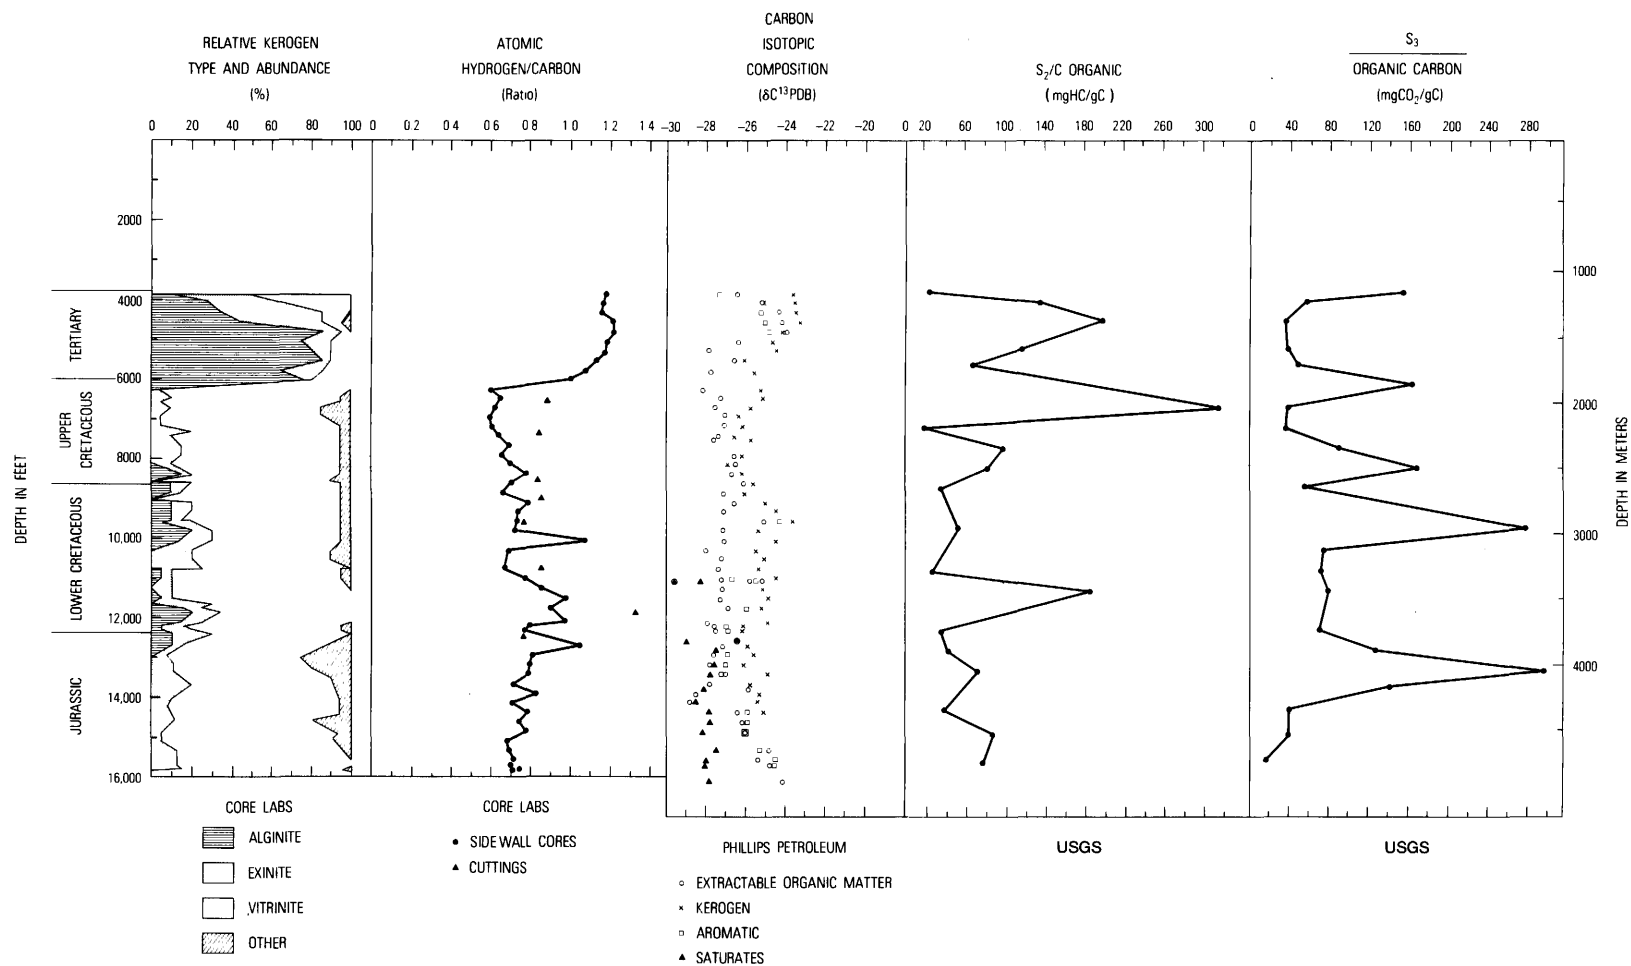 RELATIVE KEROGEN
TYPE AND ABUNDANCE
(%)
ATOMIC
HYDROGEN/CARBON
(Ratio)
CARBON
ISOTOPIC
COMPOSITION
(δC¹³PDB)
S₂/C ORGANIC
(mgHC/gC)
S₃
ORGANIC CARBON
(mgCO₂/gC)
0 20 40 60 80 100
0 0.2 0.4 0.6 0.8 1.0 1.2 1.4
−30 −28 −26 −24 −22 −20
0 20 60 100 140 180 220 260 300
0 40 80 120 160 200 240 280
DEPTH IN FEET
TERTIARY
UPPER
CRETACEOUS
LOWER CRETACEOUS
JURASSIC
2000
4000
6000
8000
10,000
12,000
14,000
16,000
1000
2000
3000
4000
DEPTH IN METERS
CORE LABS
ALGINITE
EXINITE
VITRINITE
OTHER
CORE LABS
SIDEWALL CORES
CUTTINGS
PHILLIPS PETROLEUM
EXTRACTABLE ORGANIC MATTER
KEROGEN
AROMATIC
SATURATES
USGS
USGS